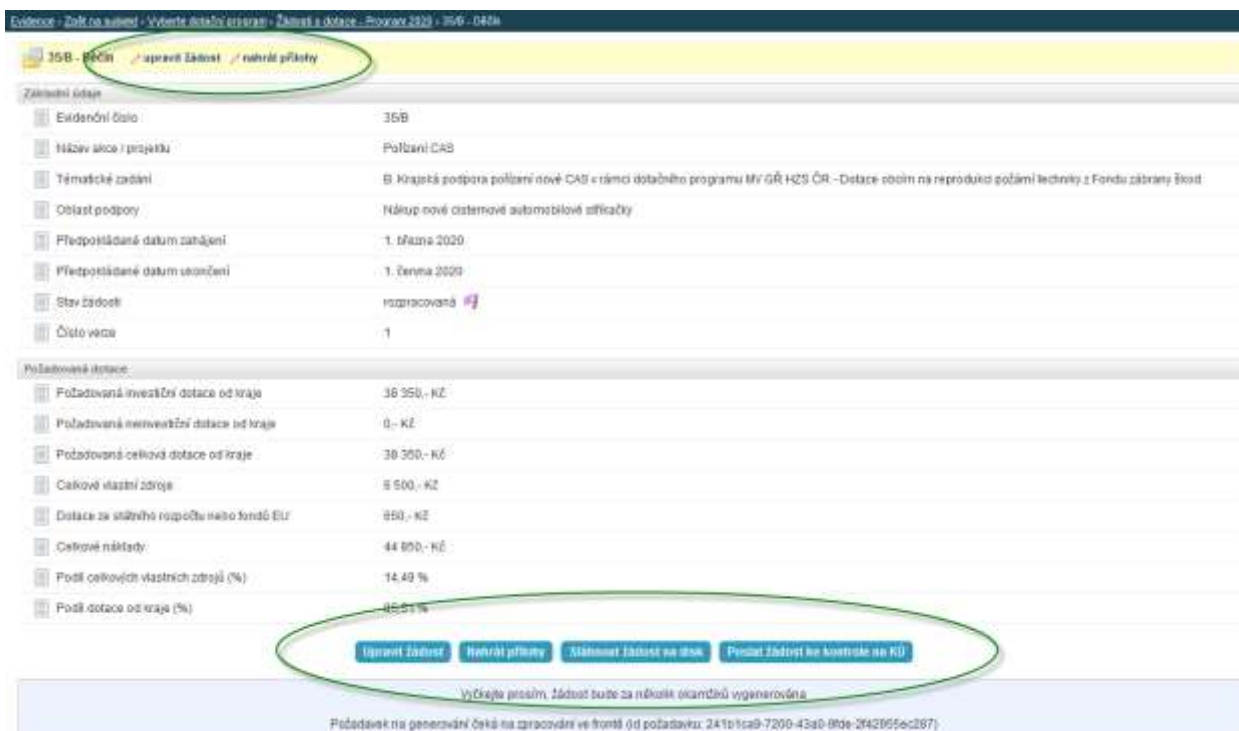 Evidence › Zpět na subjekt › Vyberte dotační program › Žádosti o dotace - Program 2020 › 35/B - Děčín
35/B - Děčín upravit žádost nahrát přílohy
Základní údaje
Evidenční číslo 35/B
Název akce / projektu Pořízení CAS
Tématické zadání B. Krajská podpora pořízení nové CAS v rámci dotačního programu MV GŘ HZS ČR - Dotace obcím na reprodukci požární techniky z Fondu zábrany škod
Oblast podpory Nákup nové cisternové automobilové stříkačky
Předpokládané datum zahájení 1. března 2020
Předpokládané datum ukončení 1. června 2020
Stav žádosti rozpracovaná
Číslo verze 1
Požadovaná dotace
Požadovaná investiční dotace od kraje 38 350,- Kč
Požadovaná neinvestiční dotace od kraje 0,- Kč
Požadovaná celková dotace od kraje 38 350,- Kč
Celkové vlastní zdroje 6 500,- Kč
Dotace ze státního rozpočtu nebo fondů EU 650,- Kč
Celkové náklady 44 850,- Kč
Podíl celkových vlastních zdrojů (%) 14,49 %
Podíl dotace od kraje (%) 85,51 %
Upravit žádost Nahrát přílohy Stáhnout žádost na disk Poslat žádost ke kontrole na KÚ
Vyčkejte prosím, žádost bude za několik okamžiků vygenerována
Požadavek na generování čeká na zpracování ve frontě (id požadavku: